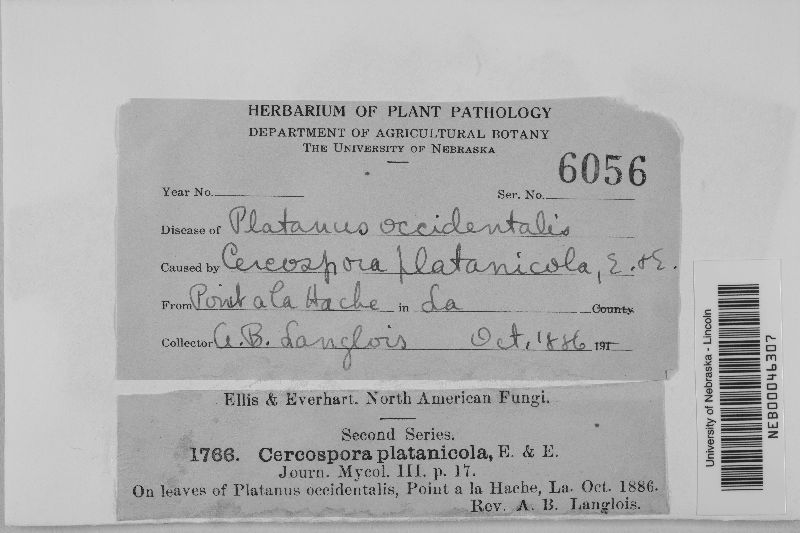 HERBARIUM OF PLANT PATHOLOGY
DEPARTMENT OF AGRICULTURAL BOTANY
THE UNIVERSITY OF NEBRASKA
6056
Year No. Ser. No.
Disease of Platanus occidentalis
Caused by Cercospora platanicola, E. & E.
From Point a la Hache in La County
Collector A. B. Langlois Oct. 1886 191
Ellis & Everhart. North American Fungi.
Second Series.
1766. Cercospora platanicola, E. & E.
Journ. Mycol. III. p. 17.
On leaves of Platanus occidentalis, Point a la Hache, La. Oct. 1886.
Rev. A. B. Langlois.
University of Nebraska - Lincoln
NEB00046307